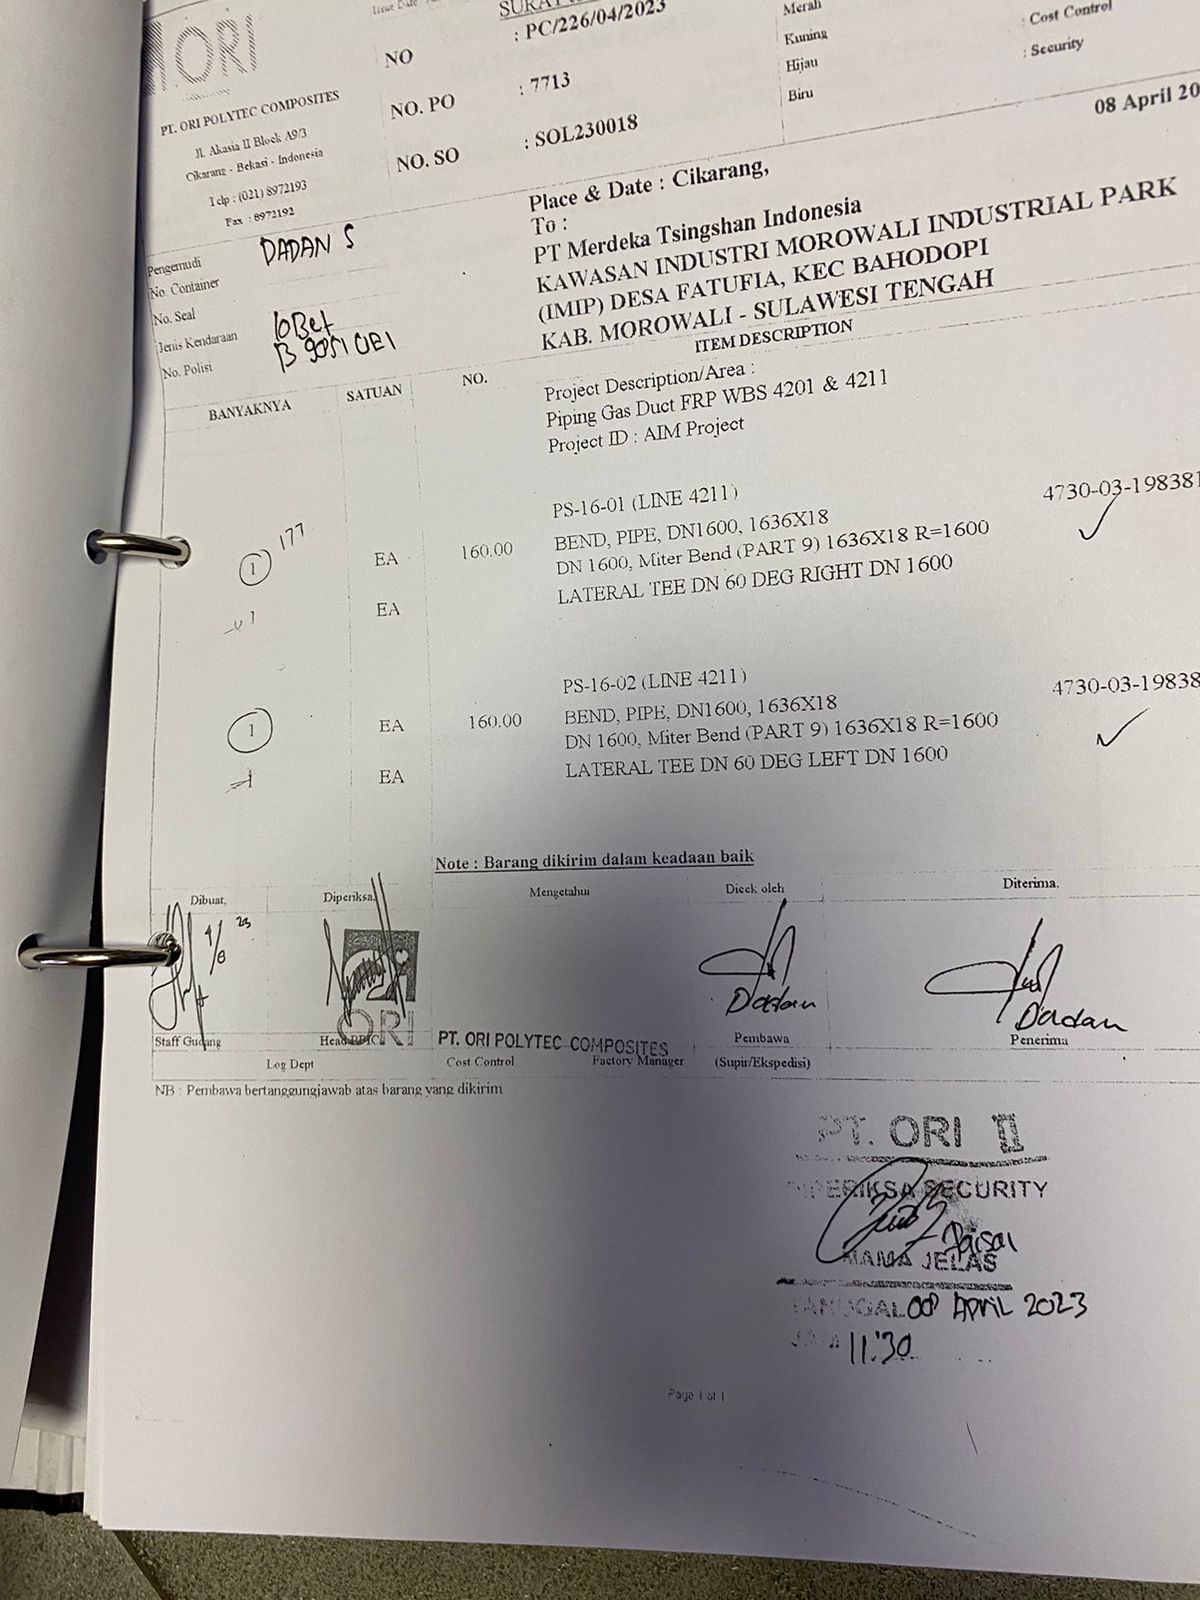 ORI
PT. ORI POLYTEC COMPOSITES
Jl. Akasia II Block A9/3
Cikarang - Bekasi - Indonesia
Telp : (021) 8972193
Fax : 8972192
Issue Date
NO : PC/226/04/2023
NO. PO : 7713
NO. SO : SOL230018
Merah : Cost Control
Kuning : Security
Hijau
Biru
08 April 20
Place & Date : Cikarang,
To :
PT Merdeka Tsingshan Indonesia
KAWASAN INDUSTRI MOROWALI INDUSTRIAL PARK
(IMIP) DESA FATUFIA, KEC BAHODOPI
KAB. MOROWALI - SULAWESI TENGAH
Pengemudi DADAN S
No. Container
No. Seal
Jenis Kendaraan
No. Polisi B 9051 OEI
BANYAKNYA SATUAN NO. ITEM DESCRIPTION
Project Description/Area :
Piping Gas Duct FRP WBS 4201 & 4211
Project ID : AIM Project
PS-16-01 (LINE 4211) 4730-03-198381
1 177 EA 160.00 BEND, PIPE, DN1600, 1636X18
DN 1600, Miter Bend (PART 9) 1636X18 R=1600
EA LATERAL TEE DN 60 DEG RIGHT DN 1600
PS-16-02 (LINE 4211) 4730-03-19838
1 EA 160.00 BEND, PIPE, DN1600, 1636X18
DN 1600, Miter Bend (PART 9) 1636X18 R=1600
EA LATERAL TEE DN 60 DEG LEFT DN 1600
Note : Barang dikirim dalam keadaan baik
Dibuat, Diperiksa, Mengetahui Dicek oleh Diterima.
ORI
Dadan Dadan
PT. ORI POLYTEC COMPOSITES
Staff Gudang Head PPIC Cost Control Factory Manager Pembawa Penerima
Log Dept (Supir/Ekspedisi)
NB : Pembawa bertanggungjawab atas barang yang dikirim
PT. ORI II
DIPERIKSA SECURITY
Faisal
NAMA JELAS
TANGGAL 08 April 2023
JAM 11:30
Page 1 of 1